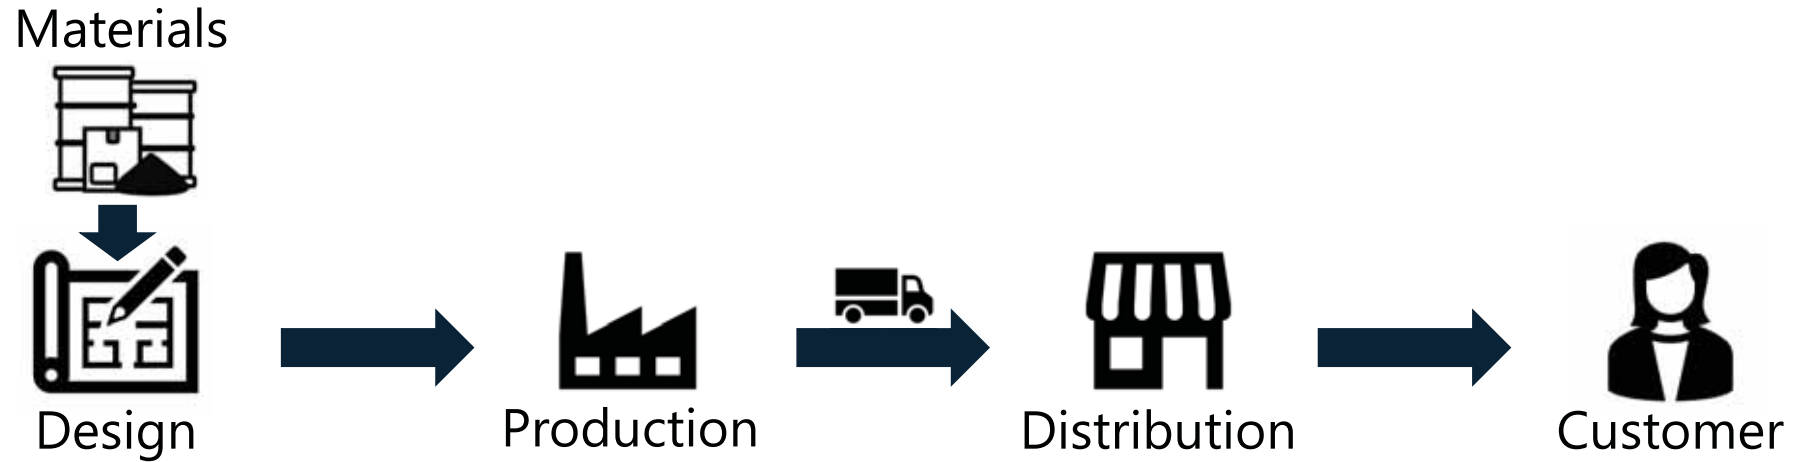 Materials
Design
Production
Distribution
Customer